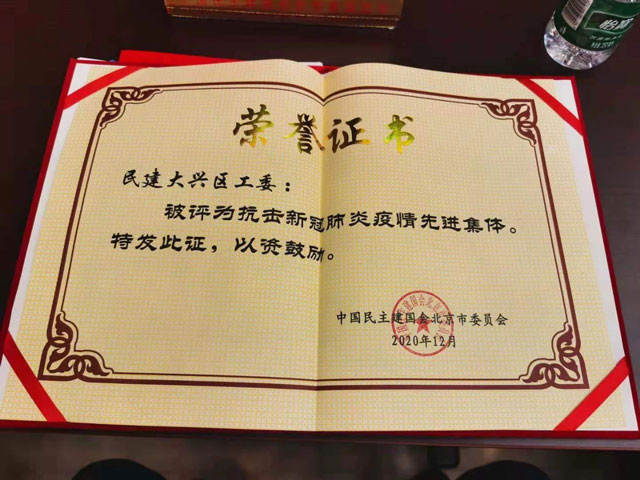 荣誉证书
民建大兴区工委：
被评为抗击新冠肺炎疫情先进集体。
特发此证，以资鼓励。
中国民主建国会北京市委员会
2020年12月